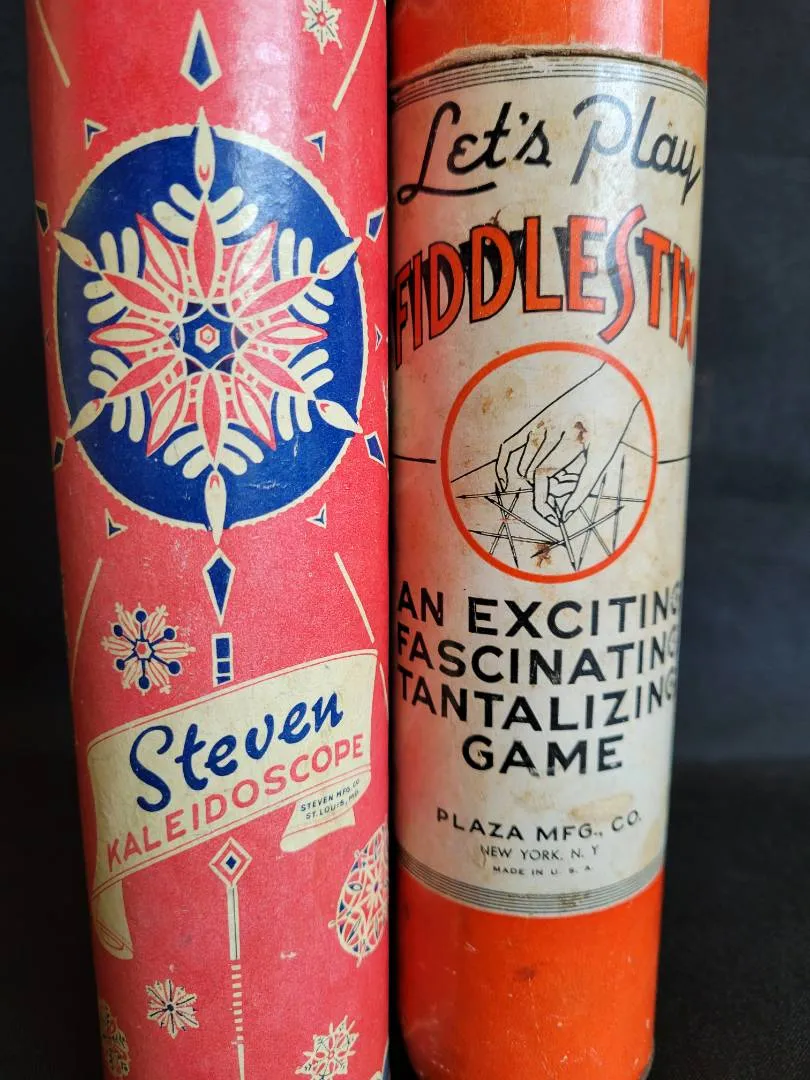 Steven
KALEIDOSCOPE
STEVEN MFG. CO.
ST. LOUIS, MO.
Let's Play
FIDDLESTIX
AN EXCITING
FASCINATING
TANTALIZING
GAME
PLAZA MFG., CO.
NEW YORK, N. Y
MADE IN U. S. A.